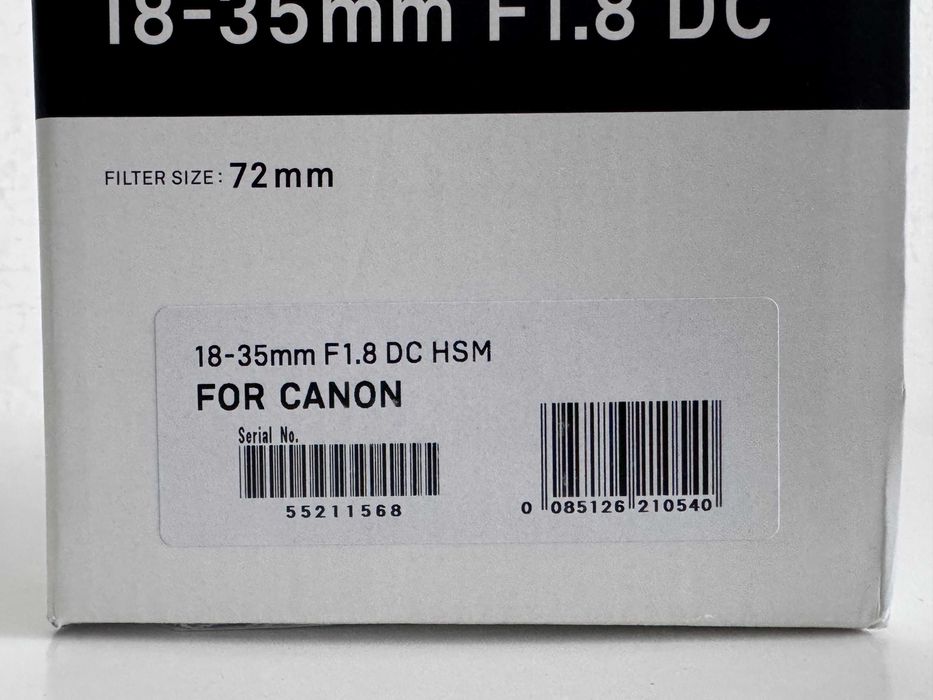 18-35mm F1.8 DC
FILTER SIZE: 72mm
18-35mm F1.8 DC HSM
FOR CANON
Serial No.
55211568
0 085126 210540